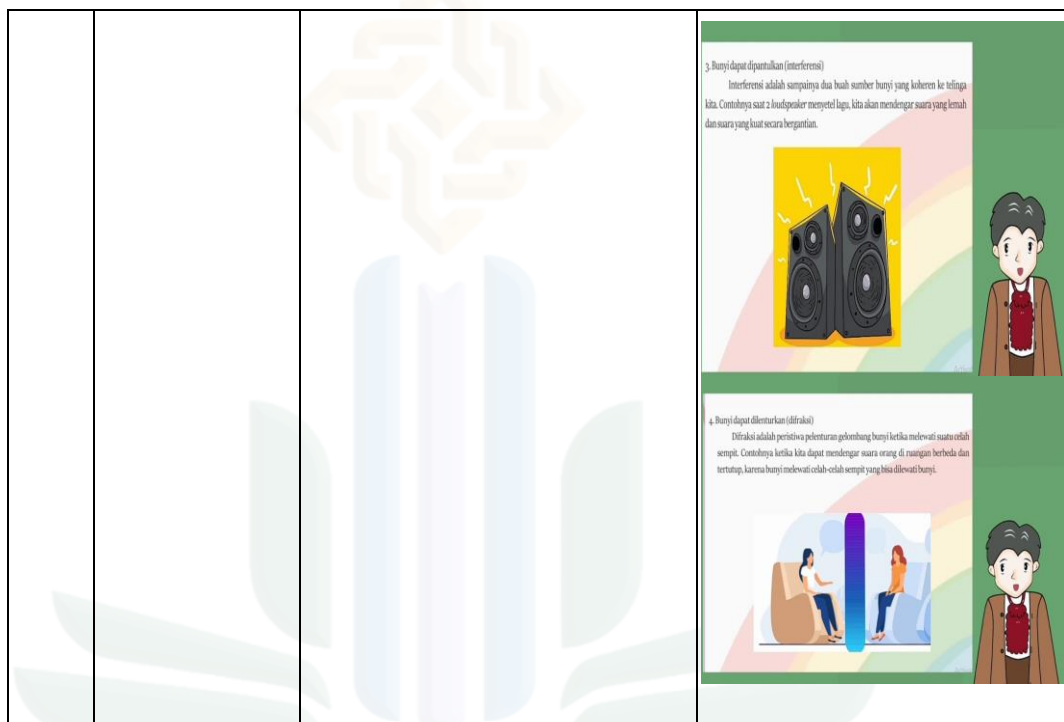 3. Bunyi dapat dipantulkan (interferensi)
Interferensi adalah sampainya dua buah sumber bunyi yang koheren ke telinga
kita. Contohnya saat 2 loudspeaker menyetel lagu, kita akan mendengar suara yang lemah
dan suara yang kuat secara bergantian.
4. Bunyi dapat dilenturkan (difraksi)
Difraksi adalah peristiwa pelenturan gelombang bunyi ketika melewati suatu celah
sempit. Contohnya ketika kita dapat mendengar suara orang di ruangan berbeda dan
tertutup, karena bunyi melewati celah-celah sempit yang bisa dilewati bunyi.